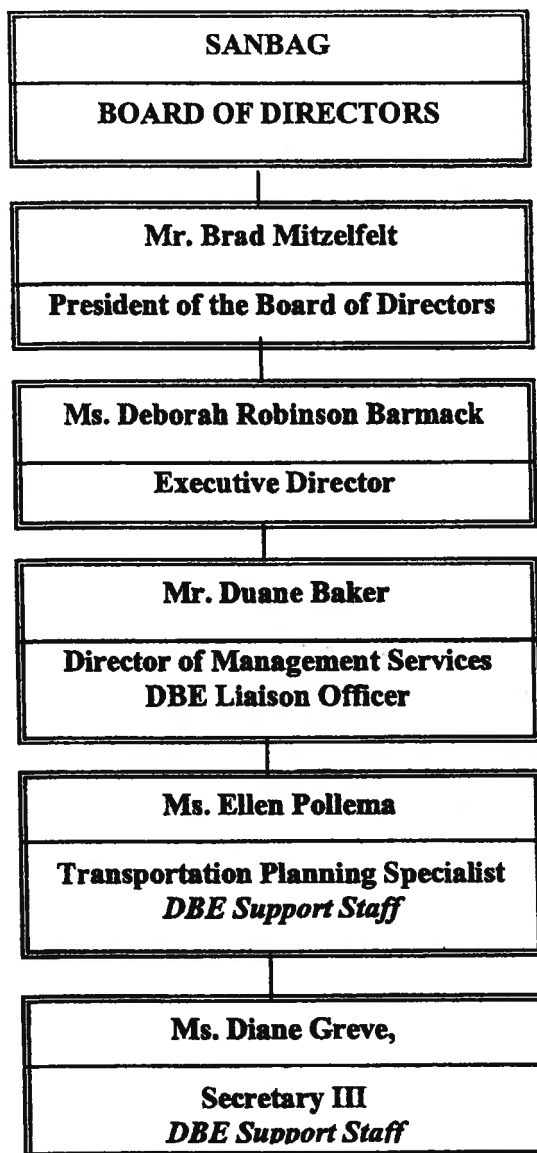 SANBAG
BOARD OF DIRECTORS
Mr. Brad Mitzelfelt
President of the Board of Directors
Ms. Deborah Robinson Barmack
Executive Director
Mr. Duane Baker
Director of Management Services
DBE Liaison Officer
Ms. Ellen Pollema
Transportation Planning Specialist
DBE Support Staff
Ms. Diane Greve,
Secretary III
DBE Support Staff